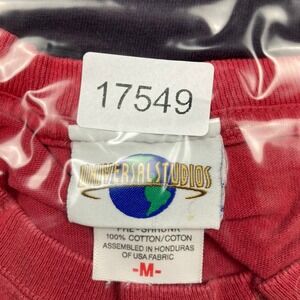 17549
UNIVERSAL STUDIOS
PRE-SHRUNK
100% COTTON/COTON
ASSEMBLED IN HONDURAS
OF USA FABRIC
-M-